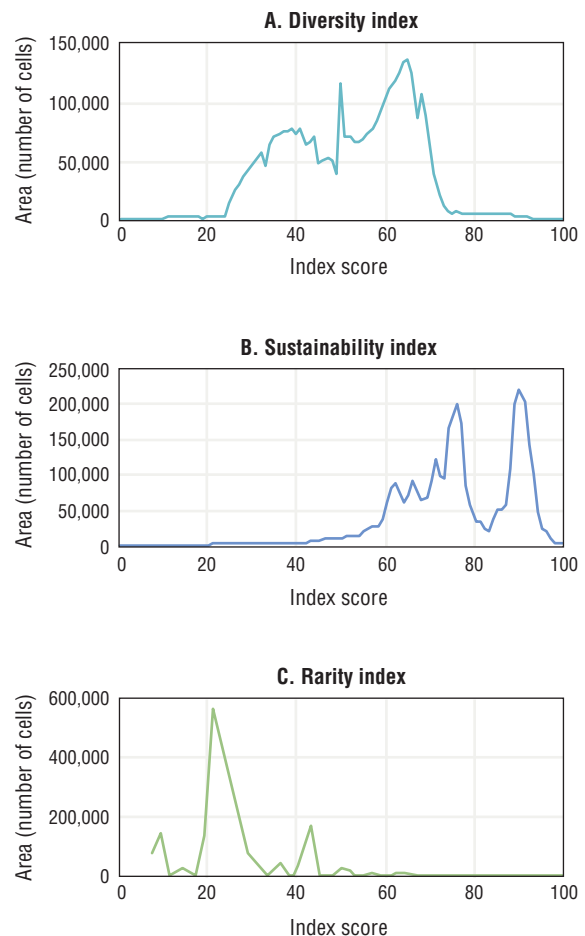 A. Diversity index
150,000
100,000
50,000
0
Area (number of cells)
0 20 40 60 80 100
Index score
B. Sustainability index
250,000
200,000
150,000
100,000
50,000
0
Area (number of cells)
0 20 40 60 80 100
Index score
C. Rarity index
600,000
400,000
200,000
0
Area (number of cells)
0 20 40 60 80 100
Index score